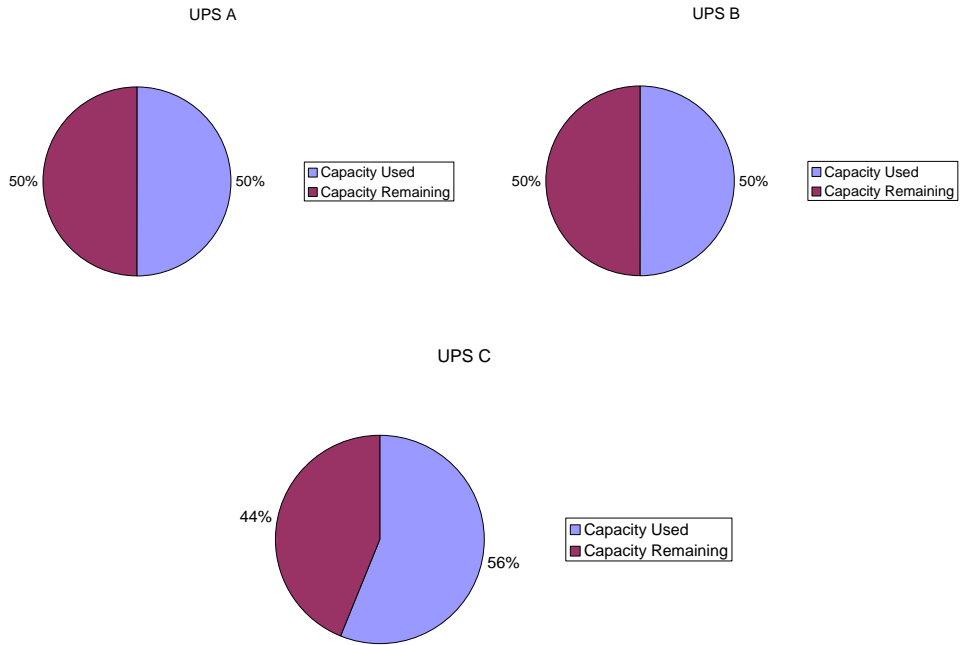 UPS A
50%
50%
Capacity Used
Capacity Remaining
UPS B
50%
50%
Capacity Used
Capacity Remaining
UPS C
44%
56%
Capacity Used
Capacity Remaining